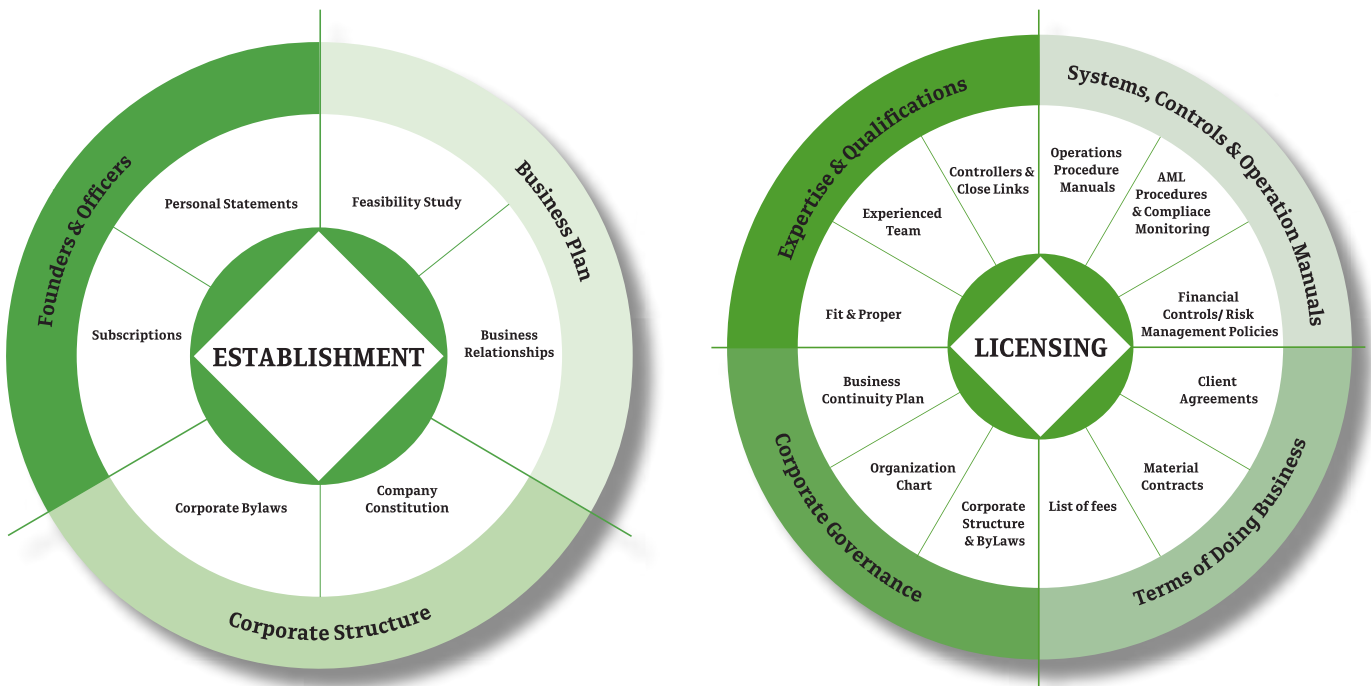 Founders & Officers
Business Plan
Corporate Structure
Personal Statements
Feasibility Study
Subscriptions
Business
Relationships
Corporate Bylaws
Company
Constitution
ESTABLISHMENT
Expertise & Qualifications
Systems, Controls & Operation Manuals
Corporate Governance
Terms of Doing Business
Controllers &
Close Links
Operations
Procedure
Manuals
Experienced
Team
AML
Procedures
& Compliace
Monitoring
Fit & Proper
Financial
Controls/ Risk
Management Policies
LICENSING
Business
Continuity Plan
Client
Agreements
Organization
Chart
Material
Contracts
Corporate
Structure
& ByLaws
List of fees